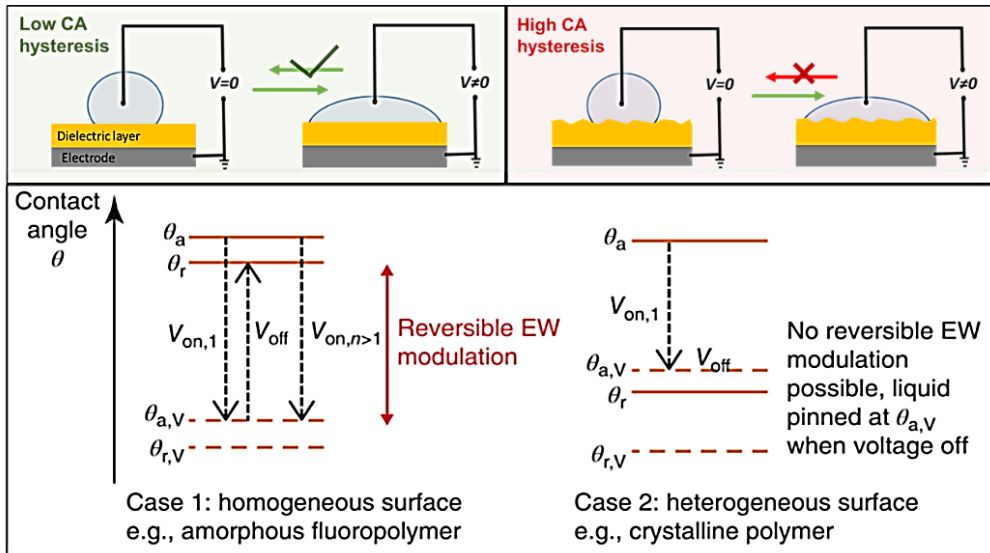 Low CA
hysteresis
V=0
V≠0
Dielectric layer
Electrode
High CA
hysteresis
V=0
V≠0
Contact
angle
θ
θa
θr
Von,1
Voff
Von,n>1
Reversible EW
modulation
θa,V
θr,V
Case 1: homogeneous surface
e.g., amorphous fluoropolymer
θa
Von,1
Voff
θa,V
θr
θr,V
No reversible EW
modulation
possible, liquid
pinned at θa,V
when voltage off
Case 2: heterogeneous surface
e.g., crystalline polymer